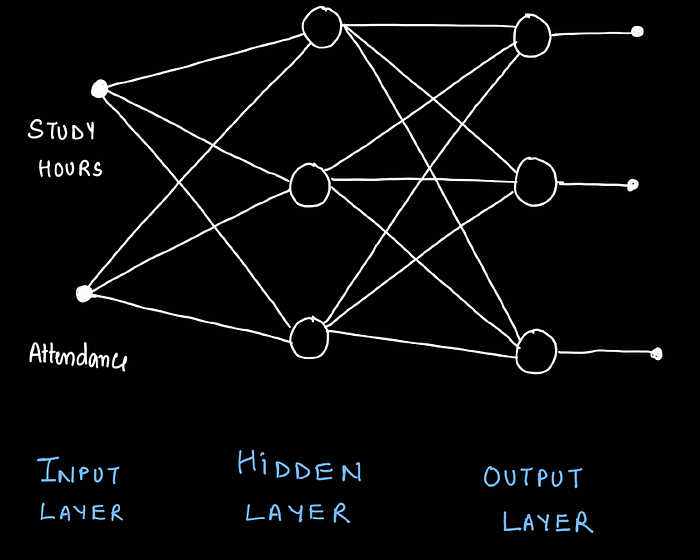 STUDY
HOURS
Attendance
INPUT
LAYER
HiDDEN
LAYER
OUTPUT
LAYER